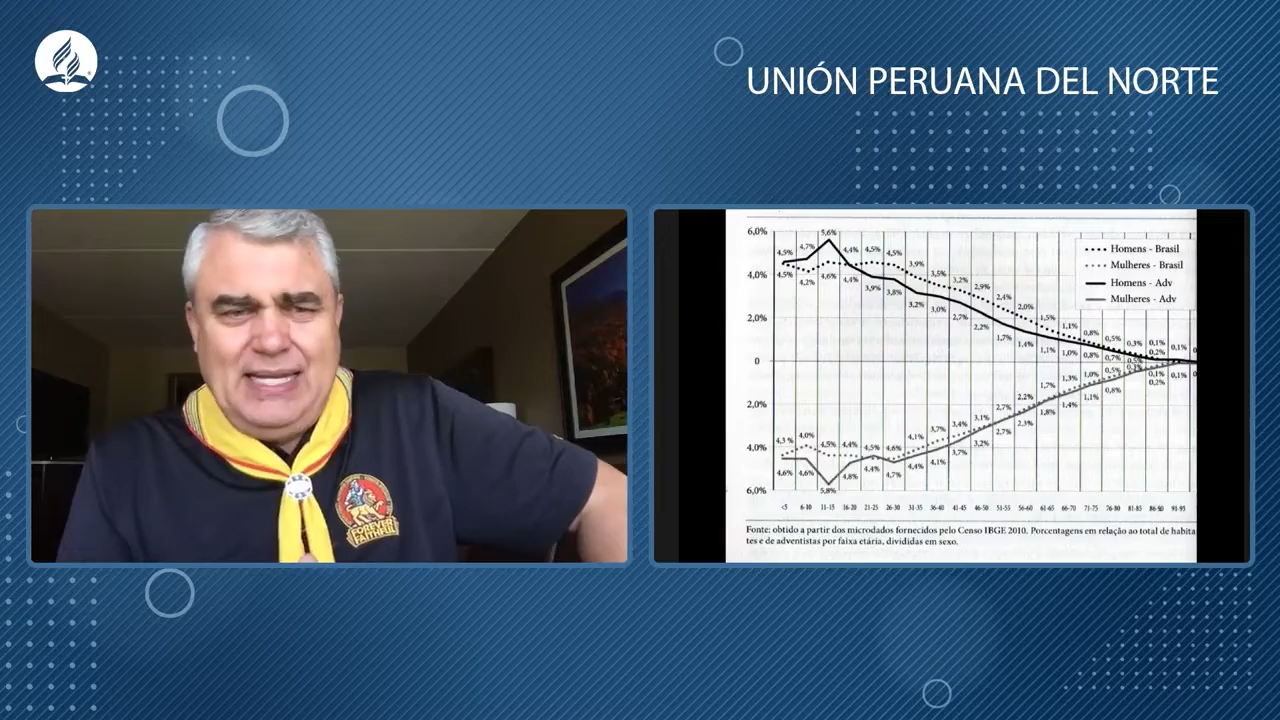 UNIÓN PERUANA DEL NORTE
FOREVER
FAITHFUL
6,0%
4,0%
2,0%
0
2,0%
4,0%
6,0%
Homens - Brasil
Mulheres - Brasil
Homens - Adv
Mulheres - Adv
4,5% 4,7% 5,6% 4,4% 4,5% 4,5% 3,9% 3,5% 3,2% 2,9% 2,4% 2,0% 1,5% 1,1% 0,8% 0,5% 0,3% 0,1% 0,1%
4,5% 4,2% 4,6% 4,4% 3,9% 3,8% 3,2% 3,0% 2,7% 2,2% 1,7% 1,4% 1,1% 1,0% 0,8% 0,7% 0,5% 0,2%
4,3 % 4,0% 4,5% 4,4% 4,5% 4,6% 4,1% 3,7% 3,4% 3,1% 2,7% 2,2% 1,7% 1,3% 1,0% 0,5% 0,3% 0,1% 0,1%
4,6% 4,6% 5,8% 4,8% 4,4% 4,7% 4,4% 4,1% 3,7% 3,2% 2,7% 2,3% 1,8% 1,4% 1,1% 0,8% 0,2%
<5 6-10 11-15 16-20 21-25 26-30 31-35 36-40 41-45 46-50 51-55 56-60 61-65 66-70 71-75 76-80 81-85 86-90 91-95
Fonte: obtido a partir dos microdados fornecidos pelo Censo IBGE 2010. Porcentagens em relação ao total de habita
tes e de adventistas por faixa etária, divididas em sexo.